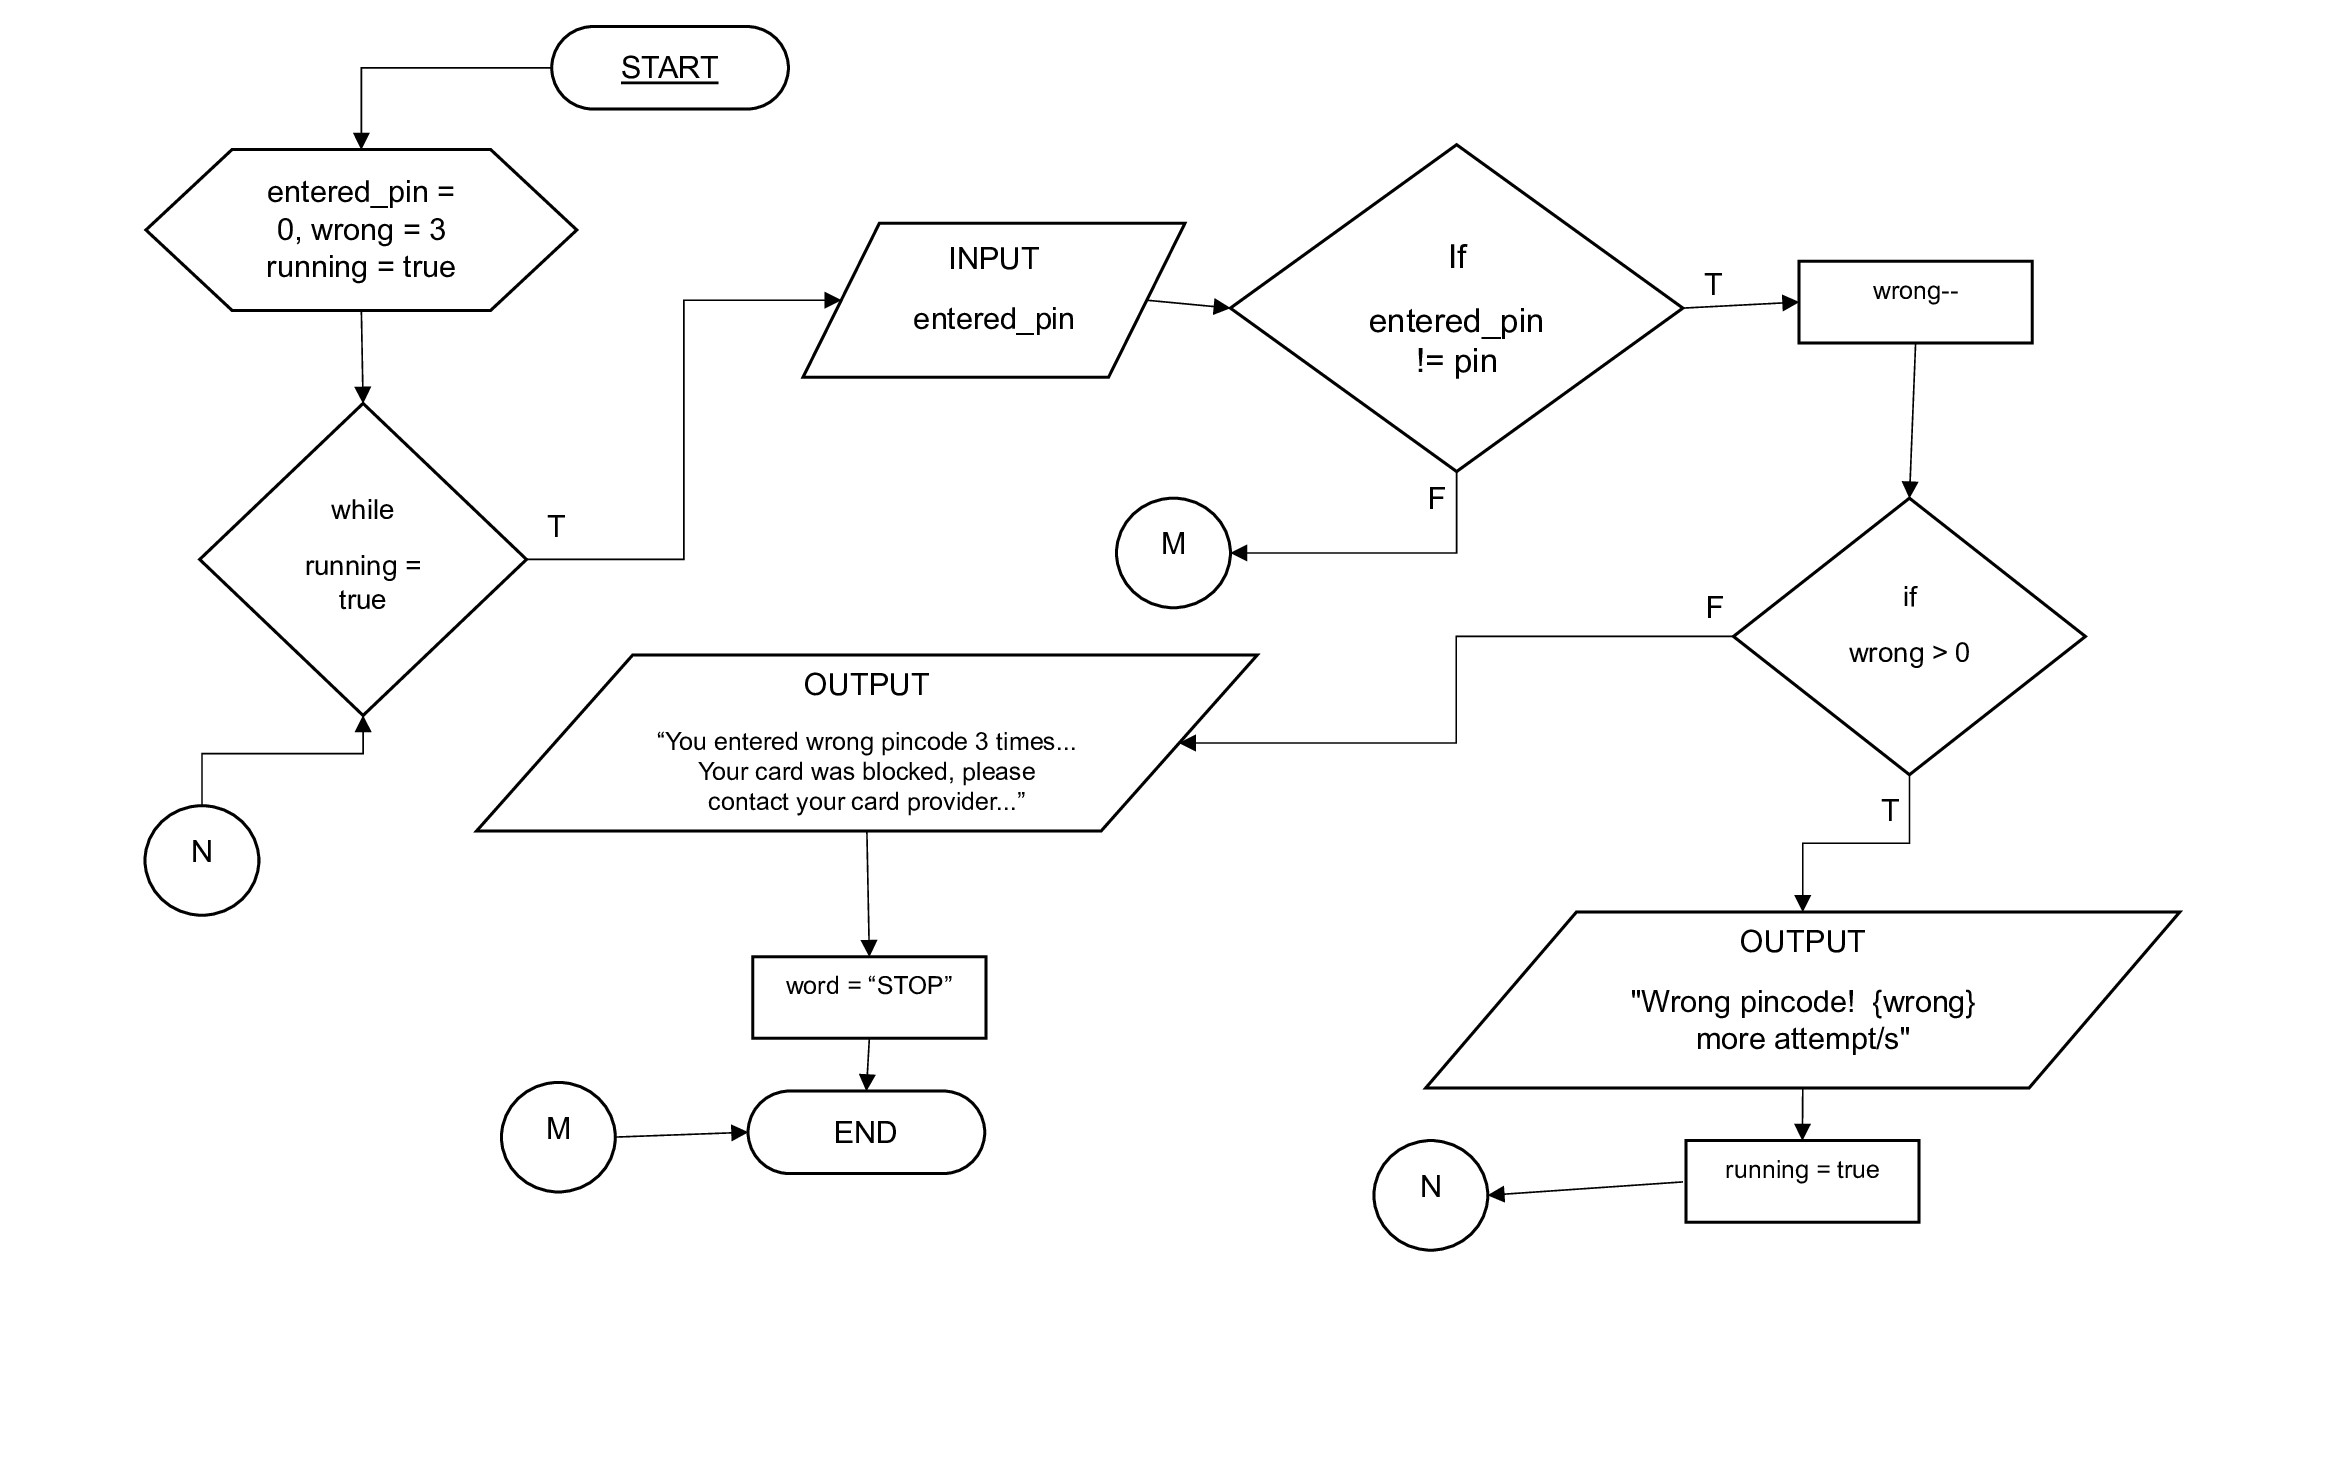 START
entered_pin =
0, wrong = 3
running = true
while
running =
true
T
N
INPUT
entered_pin
If
entered_pin
!= pin
T
F
M
wrong--
if
wrong > 0
F
T
OUTPUT
“You entered wrong pincode 3 times...
Your card was blocked, please
contact your card provider...”
word = “STOP”
M
END
OUTPUT
"Wrong pincode!  {wrong}
more attempt/s"
running = true
N